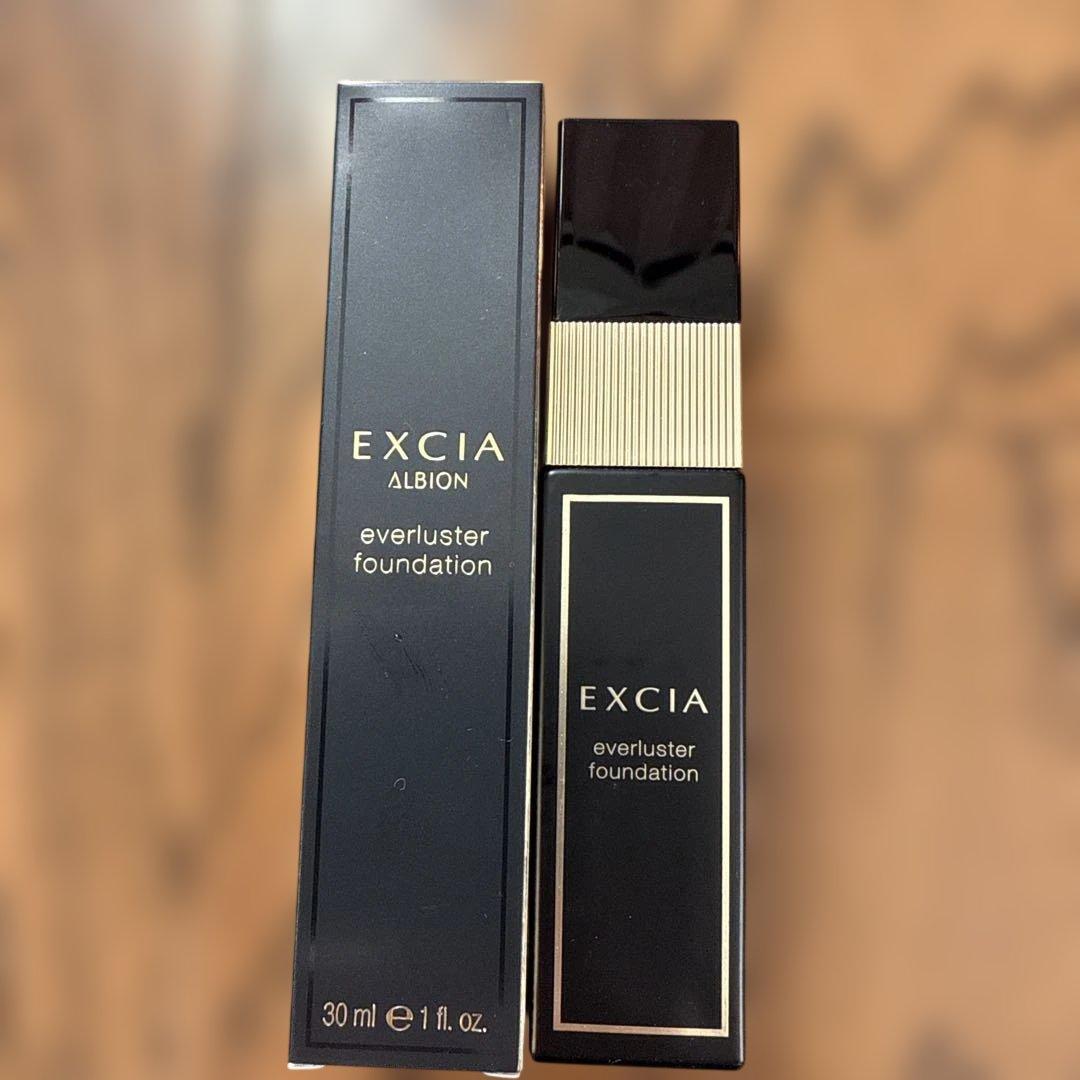 EXCIA
ALBION
everluster
foundation
30 ml e 1 fl. oz.
EXCIA
everluster
foundation